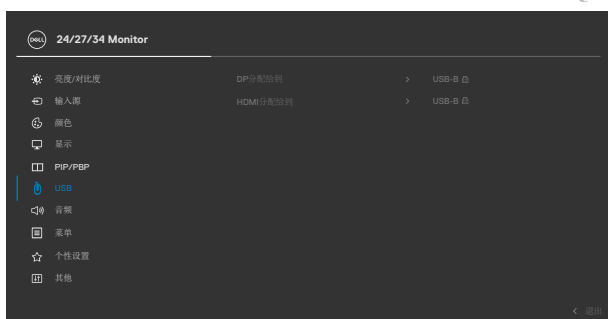 DELL
24/27/34 Monitor
亮度/对比度
DP分配给到 > USB-B
输入源
HDMI分配给到 > USB-B
颜色
显示
PIP/PBP
USB
音频
菜单
个性设置
其他
< 退出